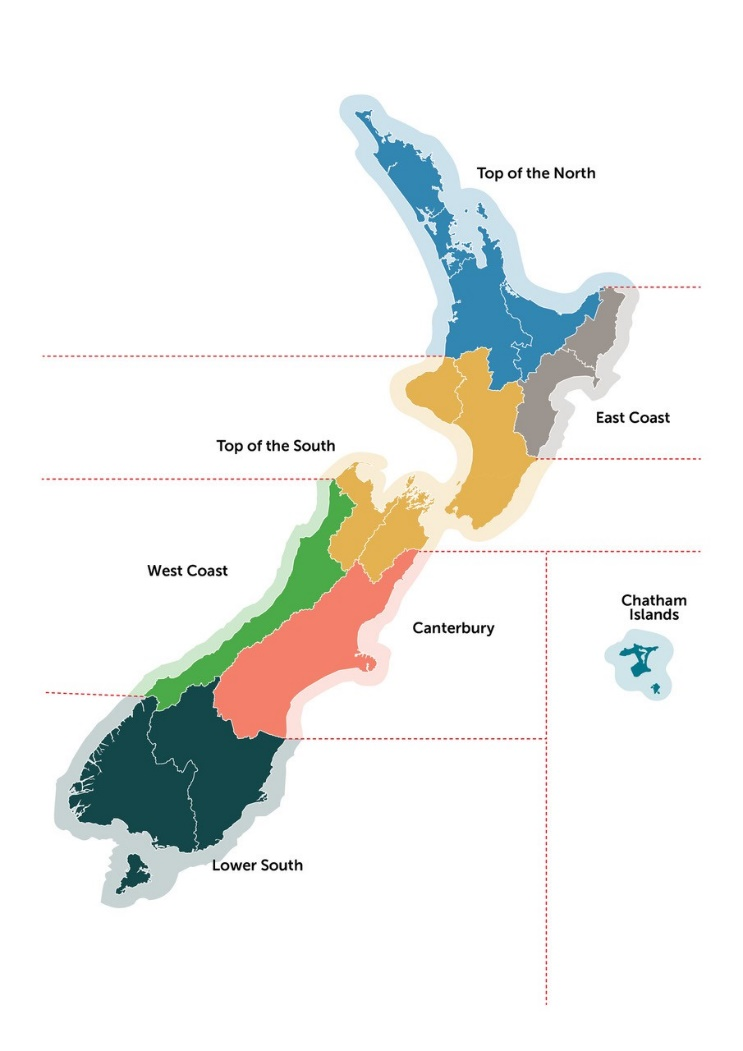 Top of the North
East Coast
Top of the South
West Coast
Chatham
Islands
Canterbury
Lower South